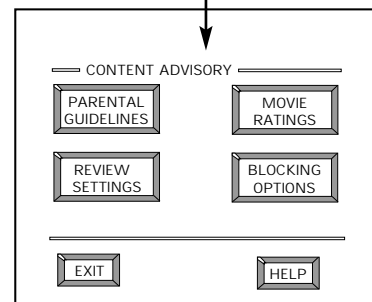 CONTENT ADVISORY
PARENTAL
GUIDELINES
MOVIE
RATINGS
REVIEW
SETTINGS
BLOCKING
OPTIONS
EXIT
HELP